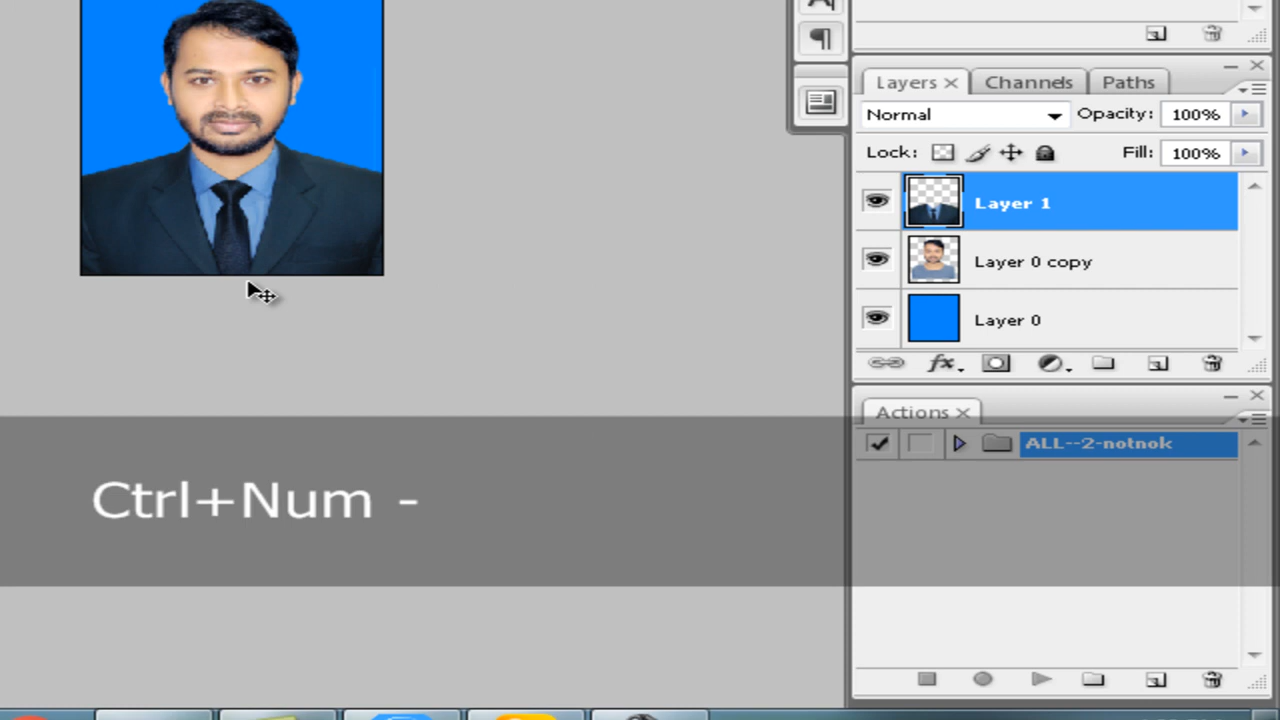 Layers Channels Paths
Normal Opacity: 100%
Lock: Fill: 100%
Layer 1
Layer 0 copy
Layer 0
Actions
ALL--2-notnok
Ctrl+Num -